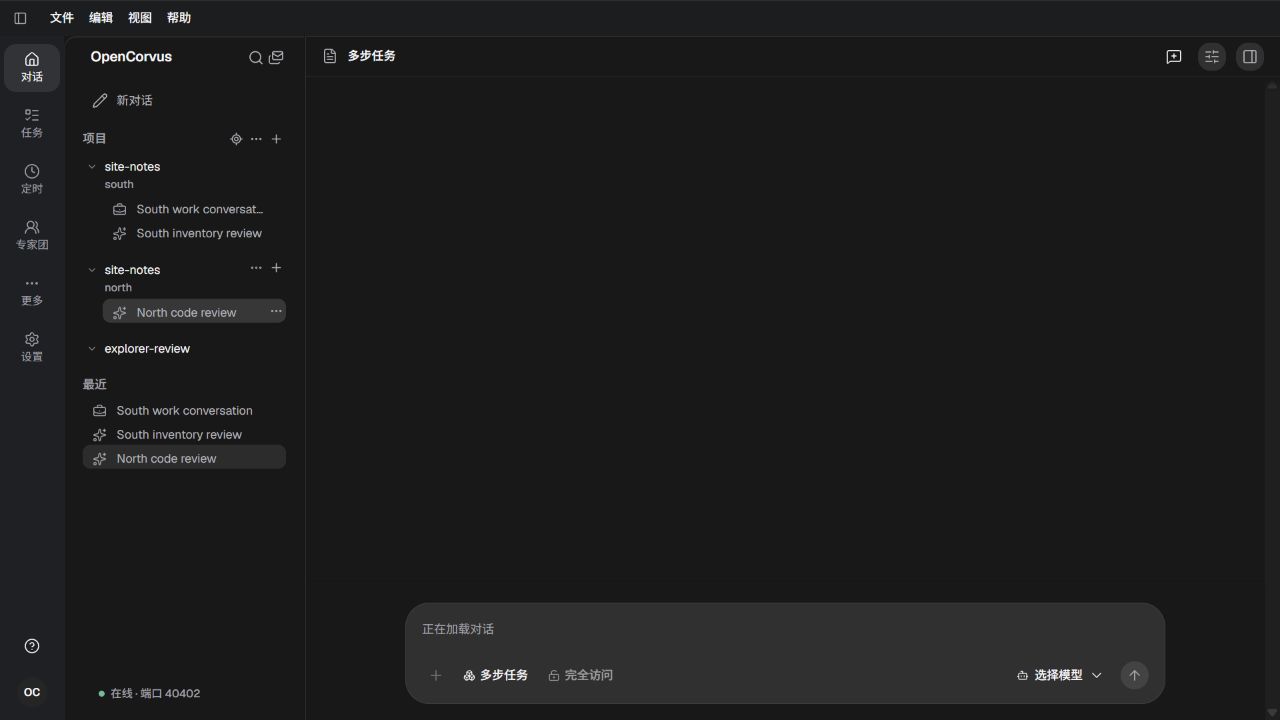 文件 编辑 视图 帮助
对话
任务
定时
专家团
更多
设置
OC
OpenCorvus
新对话
项目
site-notes
south
South work conversat...
South inventory review
site-notes
north
North code review
explorer-review
最近
South work conversation
South inventory review
North code review
在线 · 端口 40402
多步任务
正在加载对话
多步任务 完全访问 选择模型